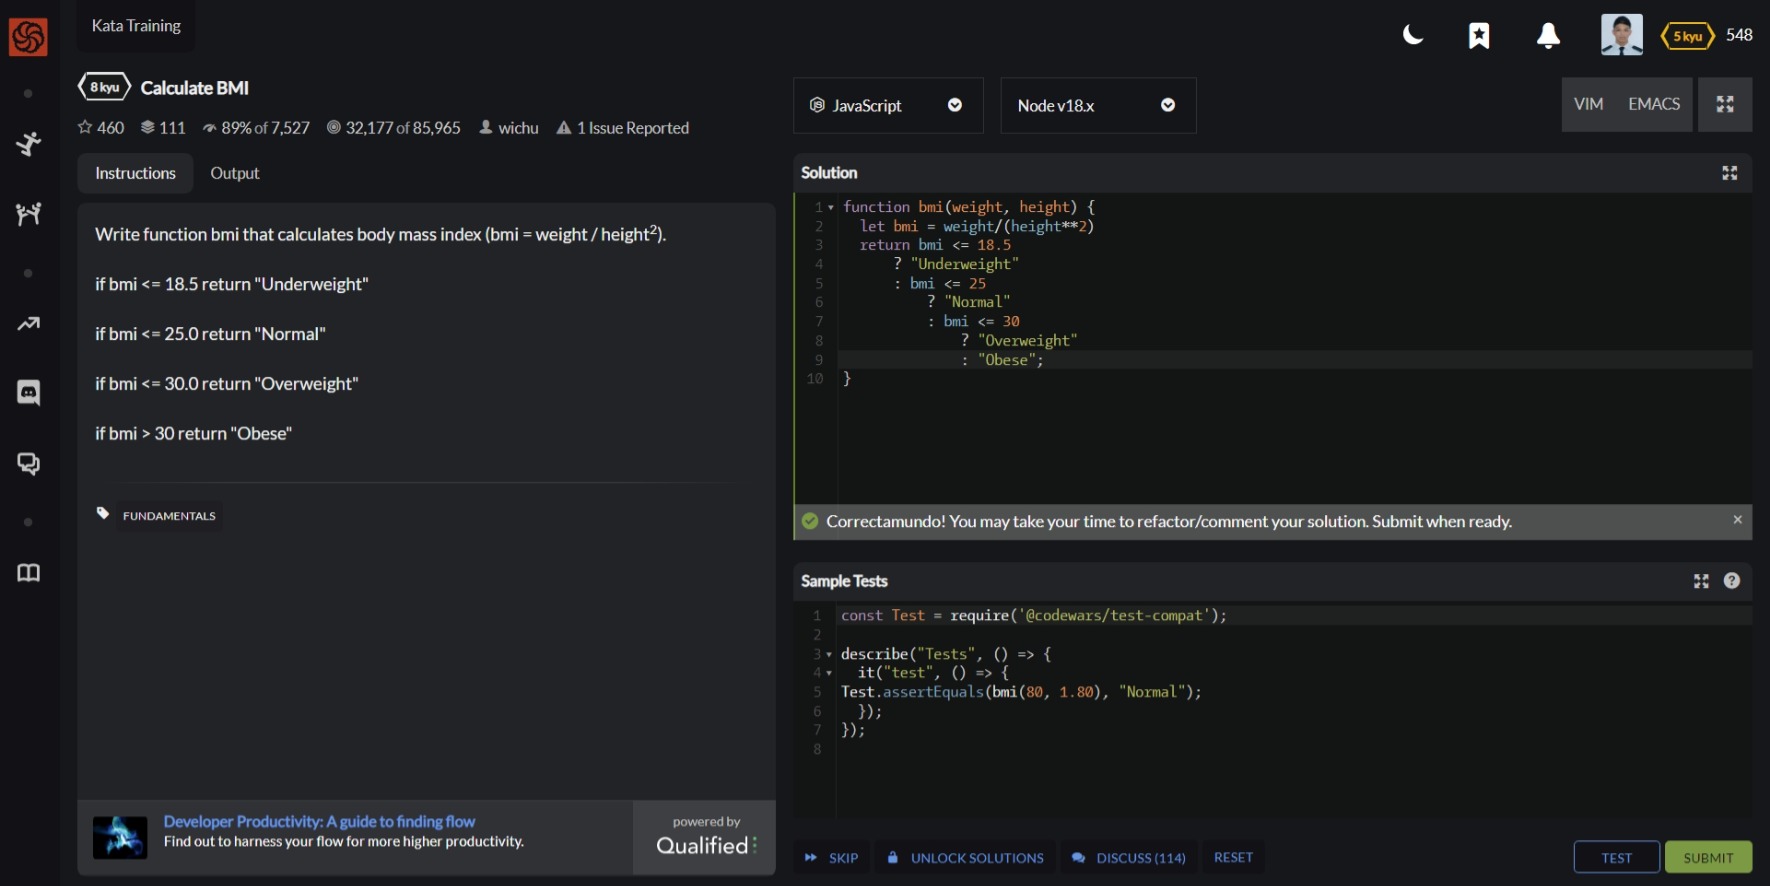 Kata Training
5 kyu 548
8 kyu Calculate BMI
460 111 89% of 7,527 32,177 of 85,965 wichu 1 Issue Reported
Instructions Output
Write function bmi that calculates body mass index (bmi = weight / height²).
if bmi <= 18.5 return "Underweight"
if bmi <= 25.0 return "Normal"
if bmi <= 30.0 return "Overweight"
if bmi > 30 return "Obese"
FUNDAMENTALS
Developer Productivity: A guide to finding flow
Find out to harness your flow for more higher productivity.
powered by
Qualified
JavaScript Node v18.x VIM EMACS
Solution
1 function bmi(weight, height) {
2 let bmi = weight/(height**2)
3 return bmi <= 18.5
4 ? "Underweight"
5 : bmi <= 25
6 ? "Normal"
7 : bmi <= 30
8 ? "Overweight"
9 : "Obese";
10 }
Correctamundo! You may take your time to refactor/comment your solution. Submit when ready. ×
Sample Tests
1 const Test = require('@codewars/test-compat');
2
3 describe("Tests", () => {
4 it("test", () => {
5 Test.assertEquals(bmi(80, 1.80), "Normal");
6 });
7 });
8
SKIP UNLOCK SOLUTIONS DISCUSS (114) RESET TEST SUBMIT